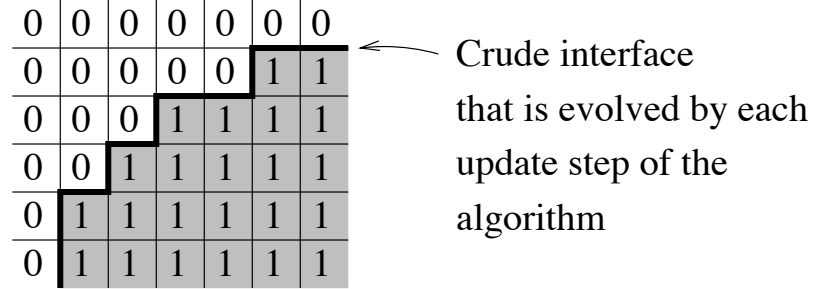 0 0 0 0 0 0 0
0 0 0 0 0 1 1
0 0 0 1 1 1 1
0 0 1 1 1 1 1
0 1 1 1 1 1 1
0 1 1 1 1 1 1
Crude interface
that is evolved by each
update step of the
algorithm